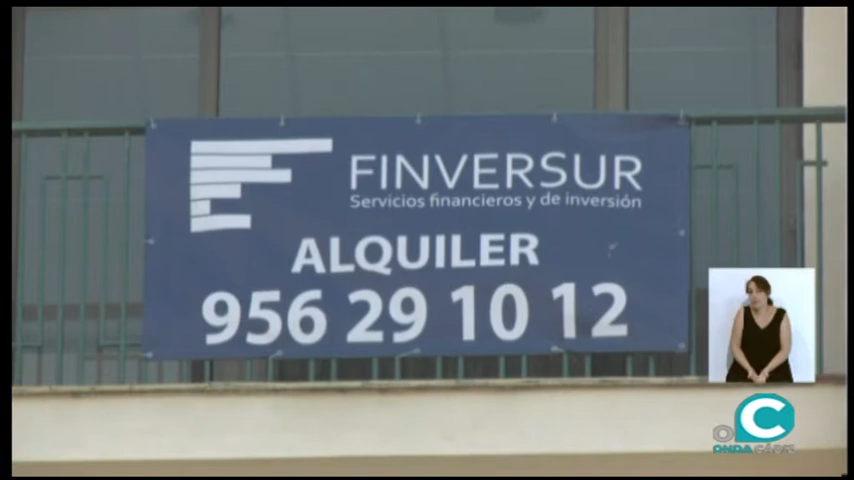 FINVERSUR
Servicios financieros y de inversión
ALQUILER
956 29 10 12
C
ONDA CÁDIZ